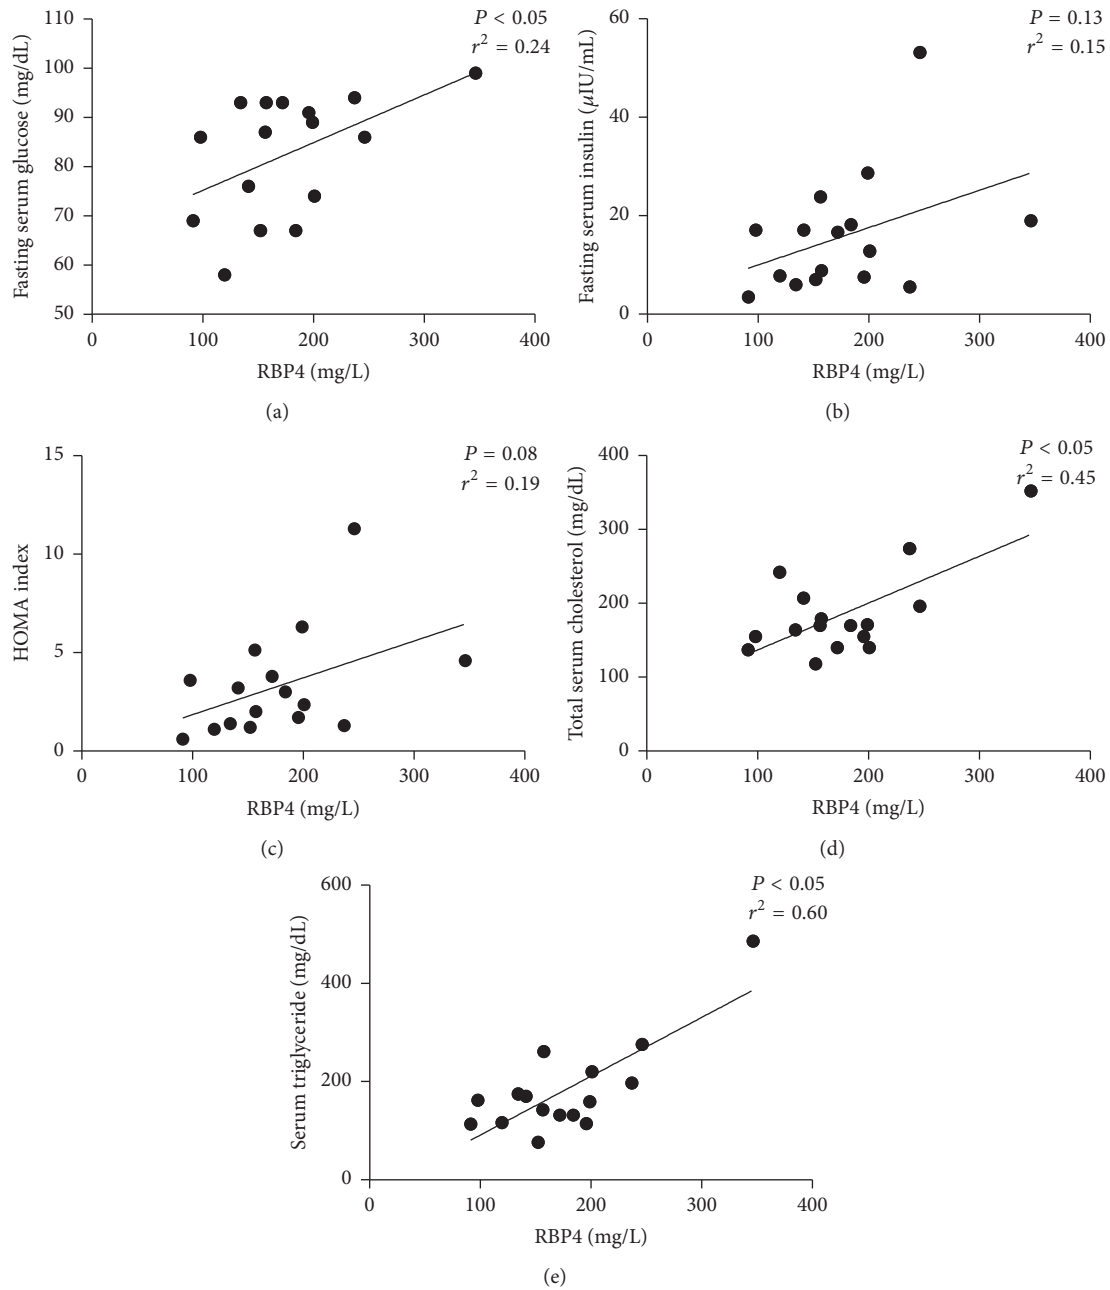 P < 0.05
r² = 0.24
110
100
90
80
70
60
50
Fasting serum glucose (mg/dL)
0 100 200 300 400
RBP4 (mg/L)
(a)
P = 0.13
r² = 0.15
60
40
20
0
Fasting serum insulin (μIU/mL)
0 100 200 300 400
RBP4 (mg/L)
(b)
P = 0.08
r² = 0.19
15
10
5
0
HOMA index
0 100 200 300 400
RBP4 (mg/L)
(c)
P < 0.05
r² = 0.45
400
300
200
100
0
Total serum cholesterol (mg/dL)
0 100 200 300 400
RBP4 (mg/L)
(d)
P < 0.05
r² = 0.60
600
400
200
0
Serum triglyceride (mg/dL)
0 100 200 300 400
RBP4 (mg/L)
(e)